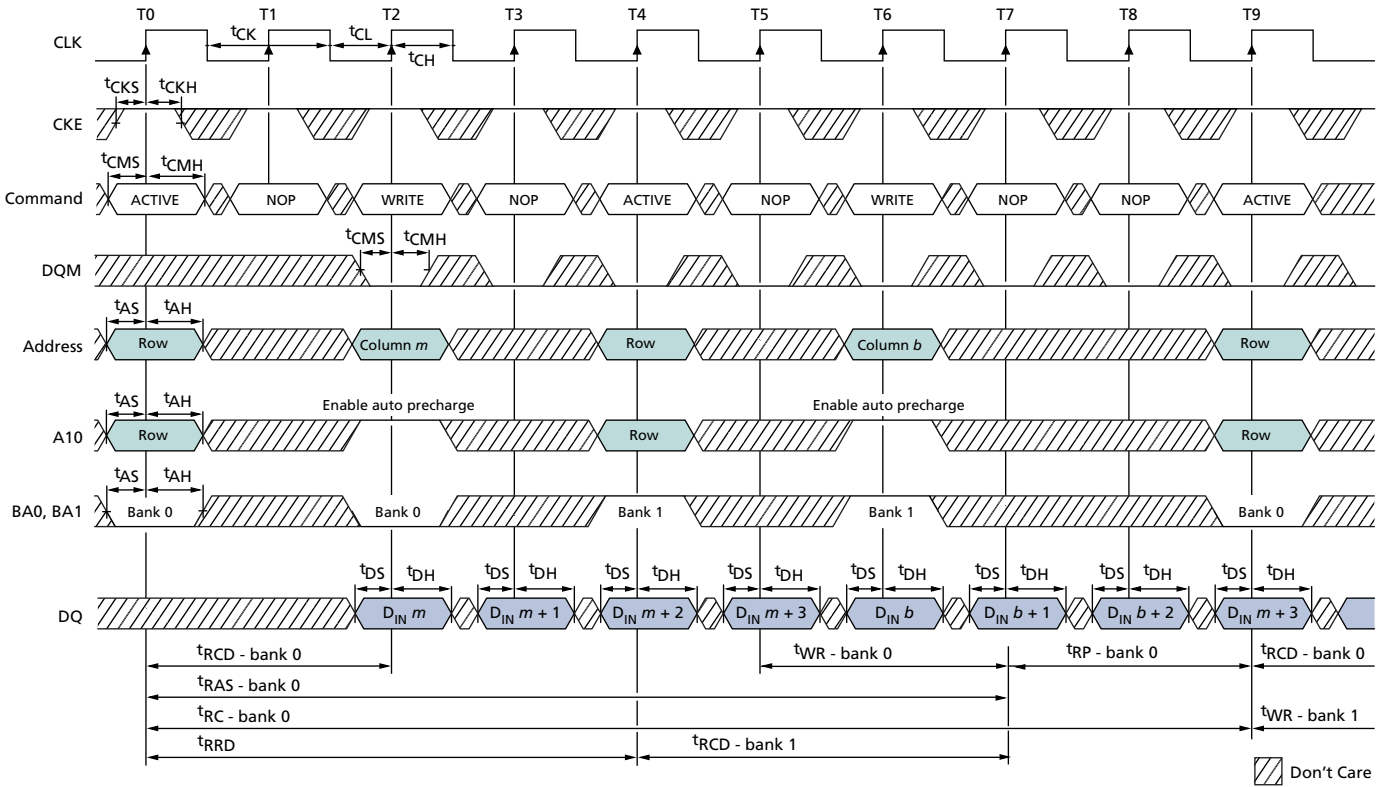 T0 T1 T2 T3 T4 T5 T6 T7 T8 T9
CLK
tCK tCL
tCH
tCKS tCKH
CKE
tCMS tCMH
Command ACTIVE NOP WRITE NOP ACTIVE NOP WRITE NOP NOP ACTIVE
tCMS tCMH
DQM
tAS tAH
Address Row Column m Row Column b Row
tAS tAH Enable auto precharge Enable auto precharge
A10 Row Row Row
tAS tAH
BA0, BA1 Bank 0 Bank 0 Bank 1 Bank 1 Bank 0
tDS tDH tDS tDH tDS tDH tDS tDH tDS tDH tDS tDH tDS tDH tDS tDH
DQ DIN m DIN m + 1 DIN m + 2 DIN m + 3 DIN b DIN b + 1 DIN b + 2 DIN m + 3
tRCD - bank 0 tWR - bank 0 tRP - bank 0 tRCD - bank 0
tRAS - bank 0
tRC - bank 0 tWR - bank 1
tRRD tRCD - bank 1
Don't Care